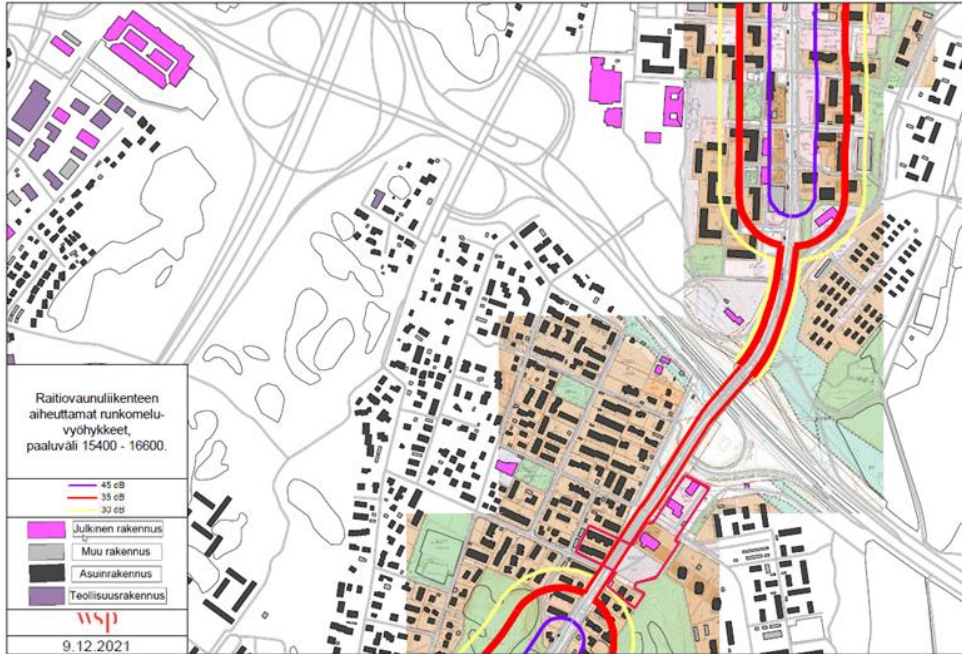 Raitiovaunuliikenteen
aiheuttamat runkomelu-
vyöhykkeet,
paaluväli 15400 - 16600.
45 dB
35 dB
30 dB
Julkinen rakennus
Muu rakennus
Asuinrakennus
Teollisuusrakennus
wsp
9.12.2021